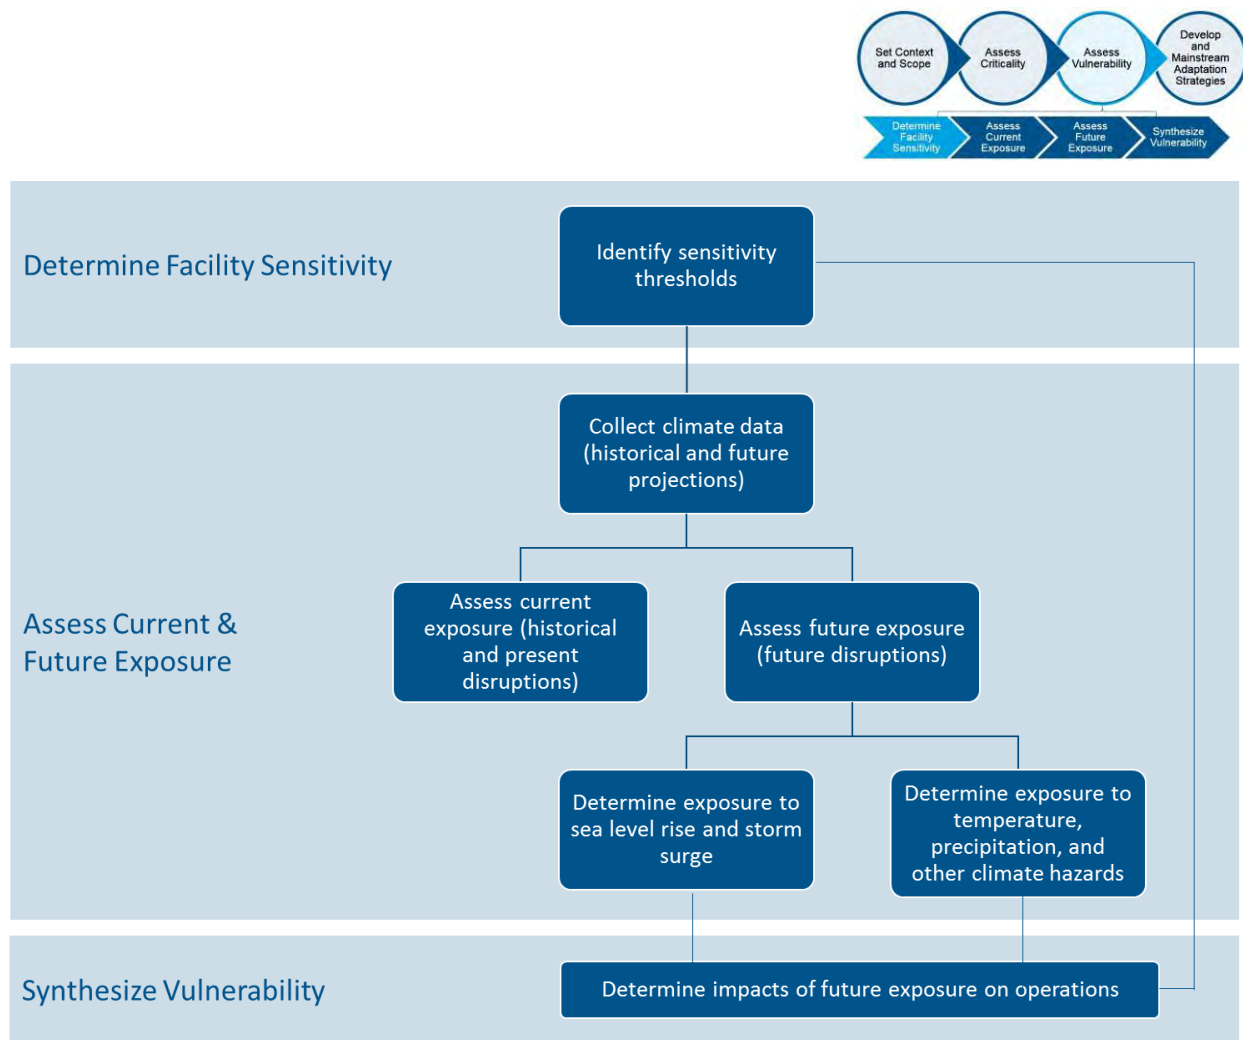 Set Context
and Scope
Assess
Criticality
Assess
Vulnerability
Develop
and
Mainstream
Adaptation
Strategies
Determine
Facility
Sensitivity
Assess
Current
Exposure
Assess
Future
Exposure
Synthesize
Vulnerability
Determine Facility Sensitivity
Identify sensitivity
thresholds
Collect climate data
(historical and future
projections)
Assess Current &
Future Exposure
Assess current
exposure (historical
and present
disruptions)
Assess future exposure
(future disruptions)
Determine exposure to
sea level rise and storm
surge
Determine exposure to
temperature,
precipitation, and
other climate hazards
Synthesize Vulnerability
Determine impacts of future exposure on operations